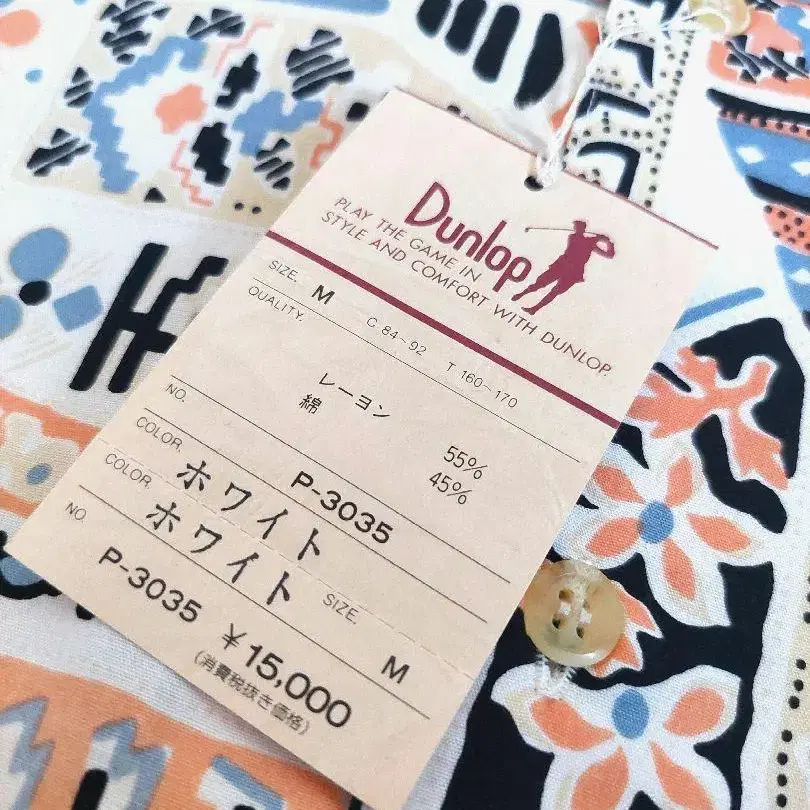 Dunlop
PLAY THE GAME IN
STYLE AND COMFORT WITH DUNLOP.
SIZE. M C 84~92 T 160~170
QUALITY.
レーヨン 55%
綿 45%
NO. P-3035
COLOR. ホワイト
COLOR. ホワイト SIZE. M
NO. P-3035 ¥15,000
(消費税抜き価格)